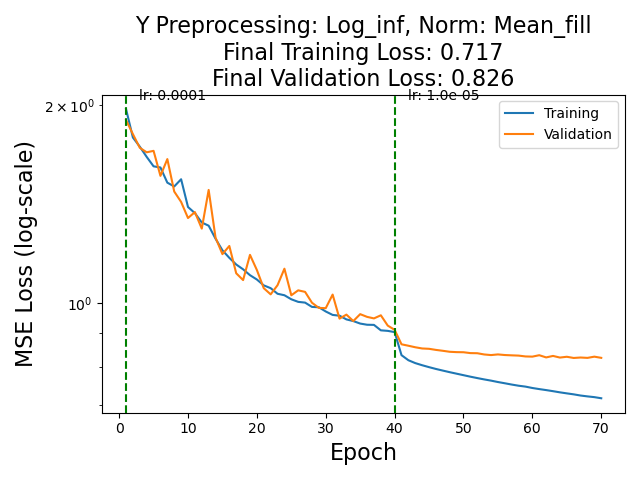 Y Preprocessing: Log_inf, Norm: Mean_fill
Final Training Loss: 0.717
Final Validation Loss: 0.826
lr: 0.0001
lr: 1.0e-05
Training
Validation
2 × 10⁰
10⁰
MSE Loss (log-scale)
0 10 20 30 40 50 60 70
Epoch